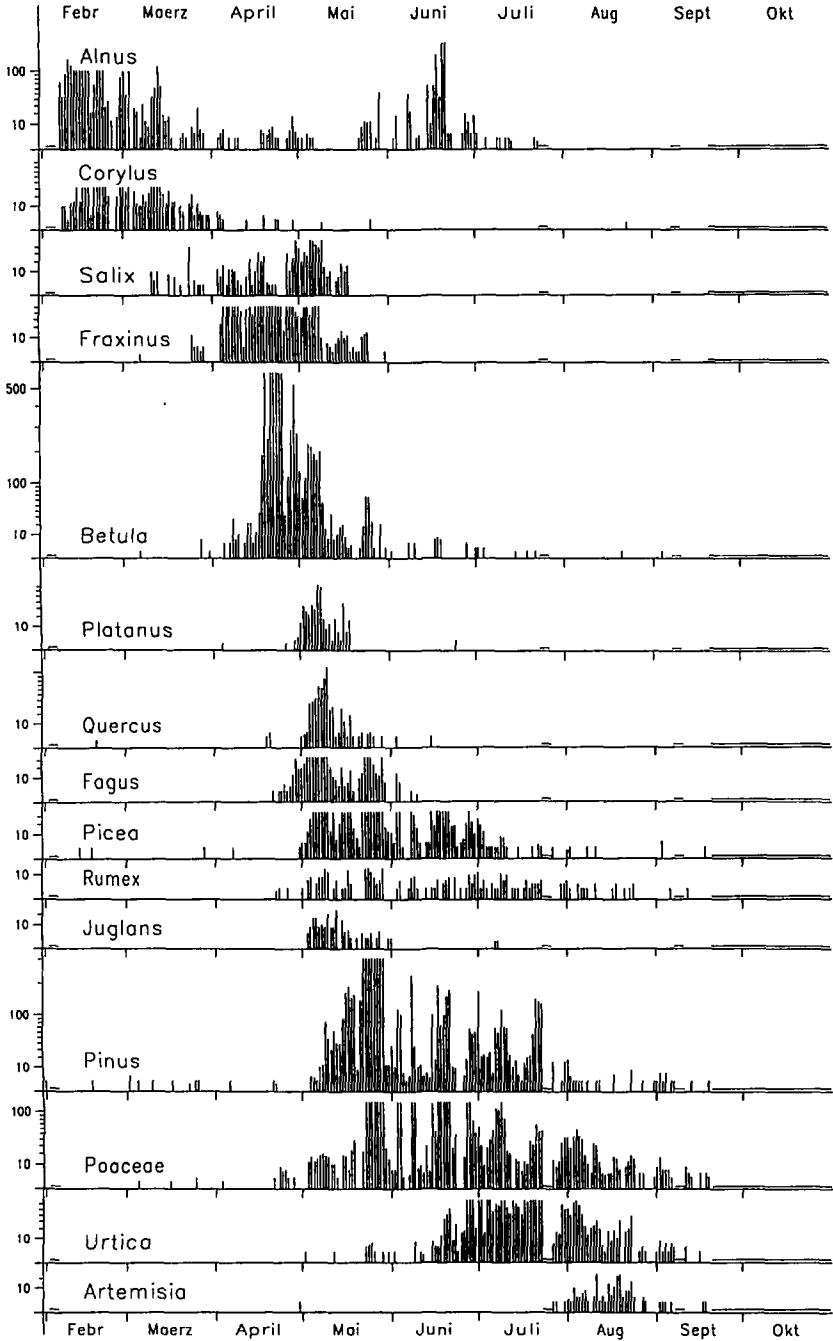 Febr Maerz April Mai Juni Juli Aug Sept Okt
Alnus
100
10
Corylus
10
Salix
10
Fraxinus
10
500
100
10
Betula
Platanus
10
Quercus
10
Fagus
10
Picea
10
Rumex
10
Juglans
10
100
Pinus
10
100
Poaceae
10
Urtica
10
Artemisia
10
Febr Maerz April Mai Juni Juli Aug Sept Okt